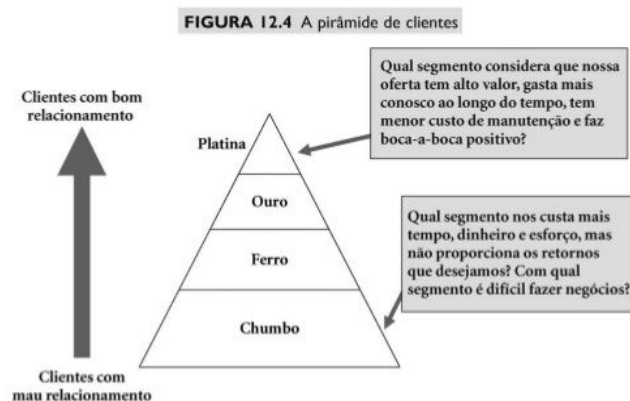 FIGURA 12.4 A pirâmide de clientes
Clientes com bom
relacionamento
Platina
Ouro
Ferro
Chumbo
Clientes com
mau relacionamento
Qual segmento considera que nossa
oferta tem alto valor, gasta mais
conosco ao longo do tempo, tem
menor custo de manutenção e faz
boca-a-boca positivo?
Qual segmento nos custa mais
tempo, dinheiro e esforço, mas
não proporciona os retornos
que desejamos? Com qual
segmento é difícil fazer negócios?